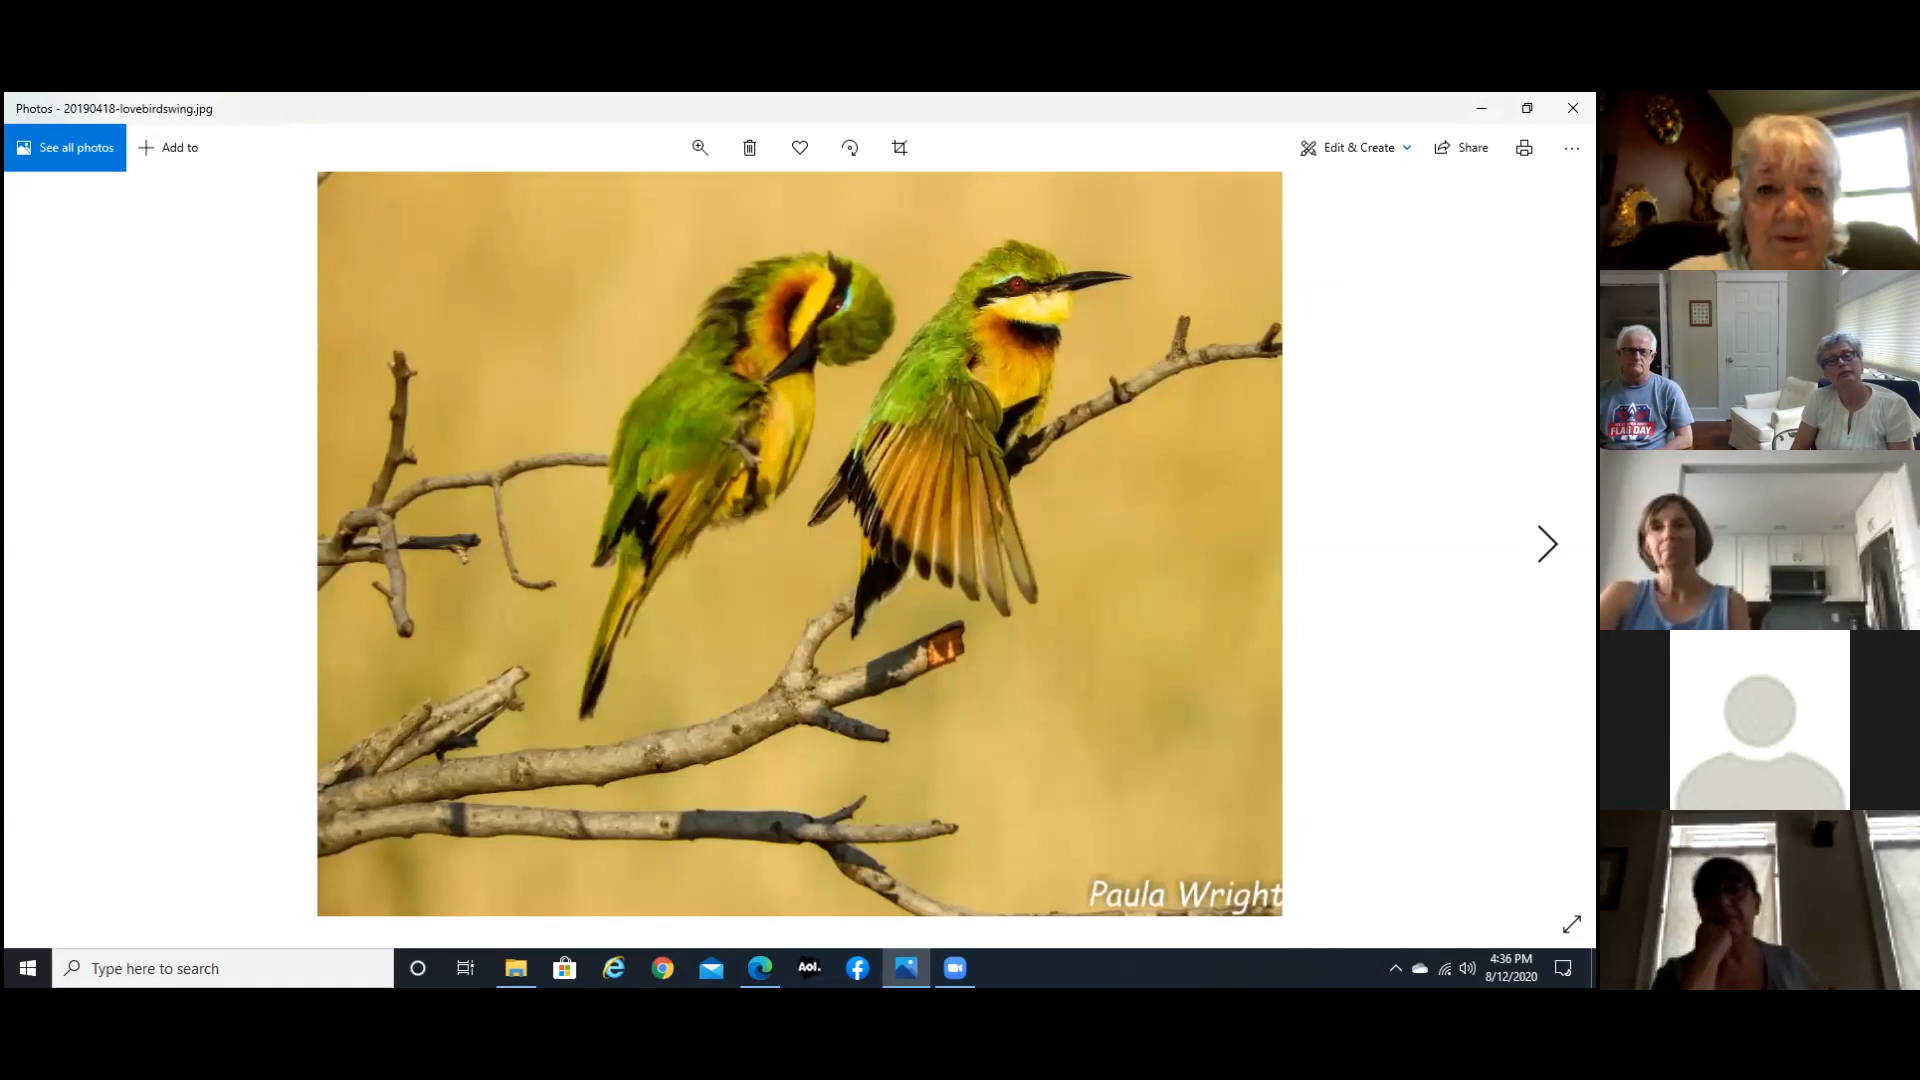 Photos - 20190418-lovebirdswing.jpg
See all photos
Add to
Edit & Create
Share
FLAG DAY
Paula Wright
Type here to search
Aol.
4:36 PM
8/12/2020